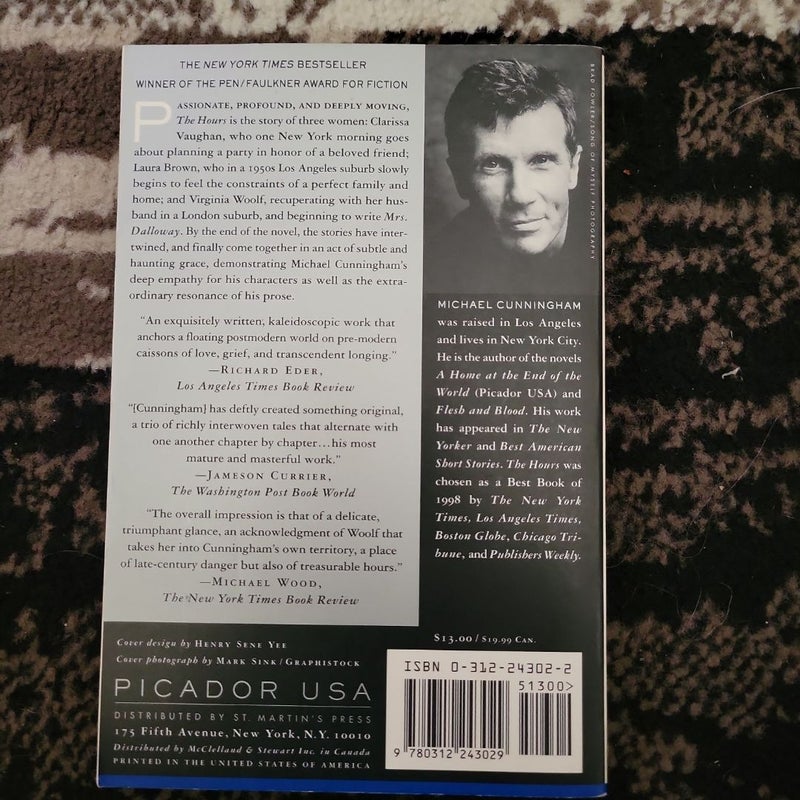 THE NEW YORK TIMES BESTSELLER
WINNER OF THE PEN/FAULKNER AWARD FOR FICTION
PASSIONATE, PROFOUND, AND DEEPLY MOVING,
The Hours is the story of three women: Clarissa
Vaughan, who one New York morning goes
about planning a party in honor of a beloved friend;
Laura Brown, who in a 1950s Los Angeles suburb slowly
begins to feel the constraints of a perfect family and
home; and Virginia Woolf, recuperating with her hus-
band in a London suburb, and beginning to write Mrs.
Dalloway. By the end of the novel, the stories have inter-
twined, and finally come together in an act of subtle and
haunting grace, demonstrating Michael Cunningham's
deep empathy for his characters as well as the extra-
ordinary resonance of his prose.
"An exquisitely written, kaleidoscopic work that
anchors a floating postmodern world on pre-modern
caissons of love, grief, and transcendent longing."
—RICHARD EDER,
Los Angeles Times Book Review
"[Cunningham] has deftly created something original,
a trio of richly interwoven tales that alternate with
one another chapter by chapter...his most
mature and masterful work."
—JAMESON CURRIER,
The Washington Post Book World
"The overall impression is that of a delicate,
triumphant glance, an acknowledgment of Woolf that
takes her into Cunningham's own territory, a place
of late-century danger but also of treasurable hours."
—MICHAEL WOOD,
The New York Times Book Review
BRAD FOWLER/SONG OF MYSELF PHOTOGRAPHY
MICHAEL CUNNINGHAM
was raised in Los Angeles
and lives in New York City.
He is the author of the novels
A Home at the End of the
World (Picador USA) and
Flesh and Blood. His work
has appeared in The New
Yorker and Best American
Short Stories. The Hours was
chosen as a Best Book of
1998 by The New York
Times, Los Angeles Times,
Boston Globe, Chicago Tri-
bune, and Publishers Weekly.
$13.00/$19.99 CAN.
Cover design by HENRY SENE YEE
Cover photograph by MARK SINK/GRAPHISTOCK
PICADOR USA
DISTRIBUTED BY ST. MARTIN'S PRESS
175 Fifth Avenue, New York, N.Y. 10010
Distributed by McClelland & Stewart Inc. in Canada
PRINTED IN THE UNITED STATES OF AMERICA
ISBN 0-312-24302-2
51300>
9 780312 243029